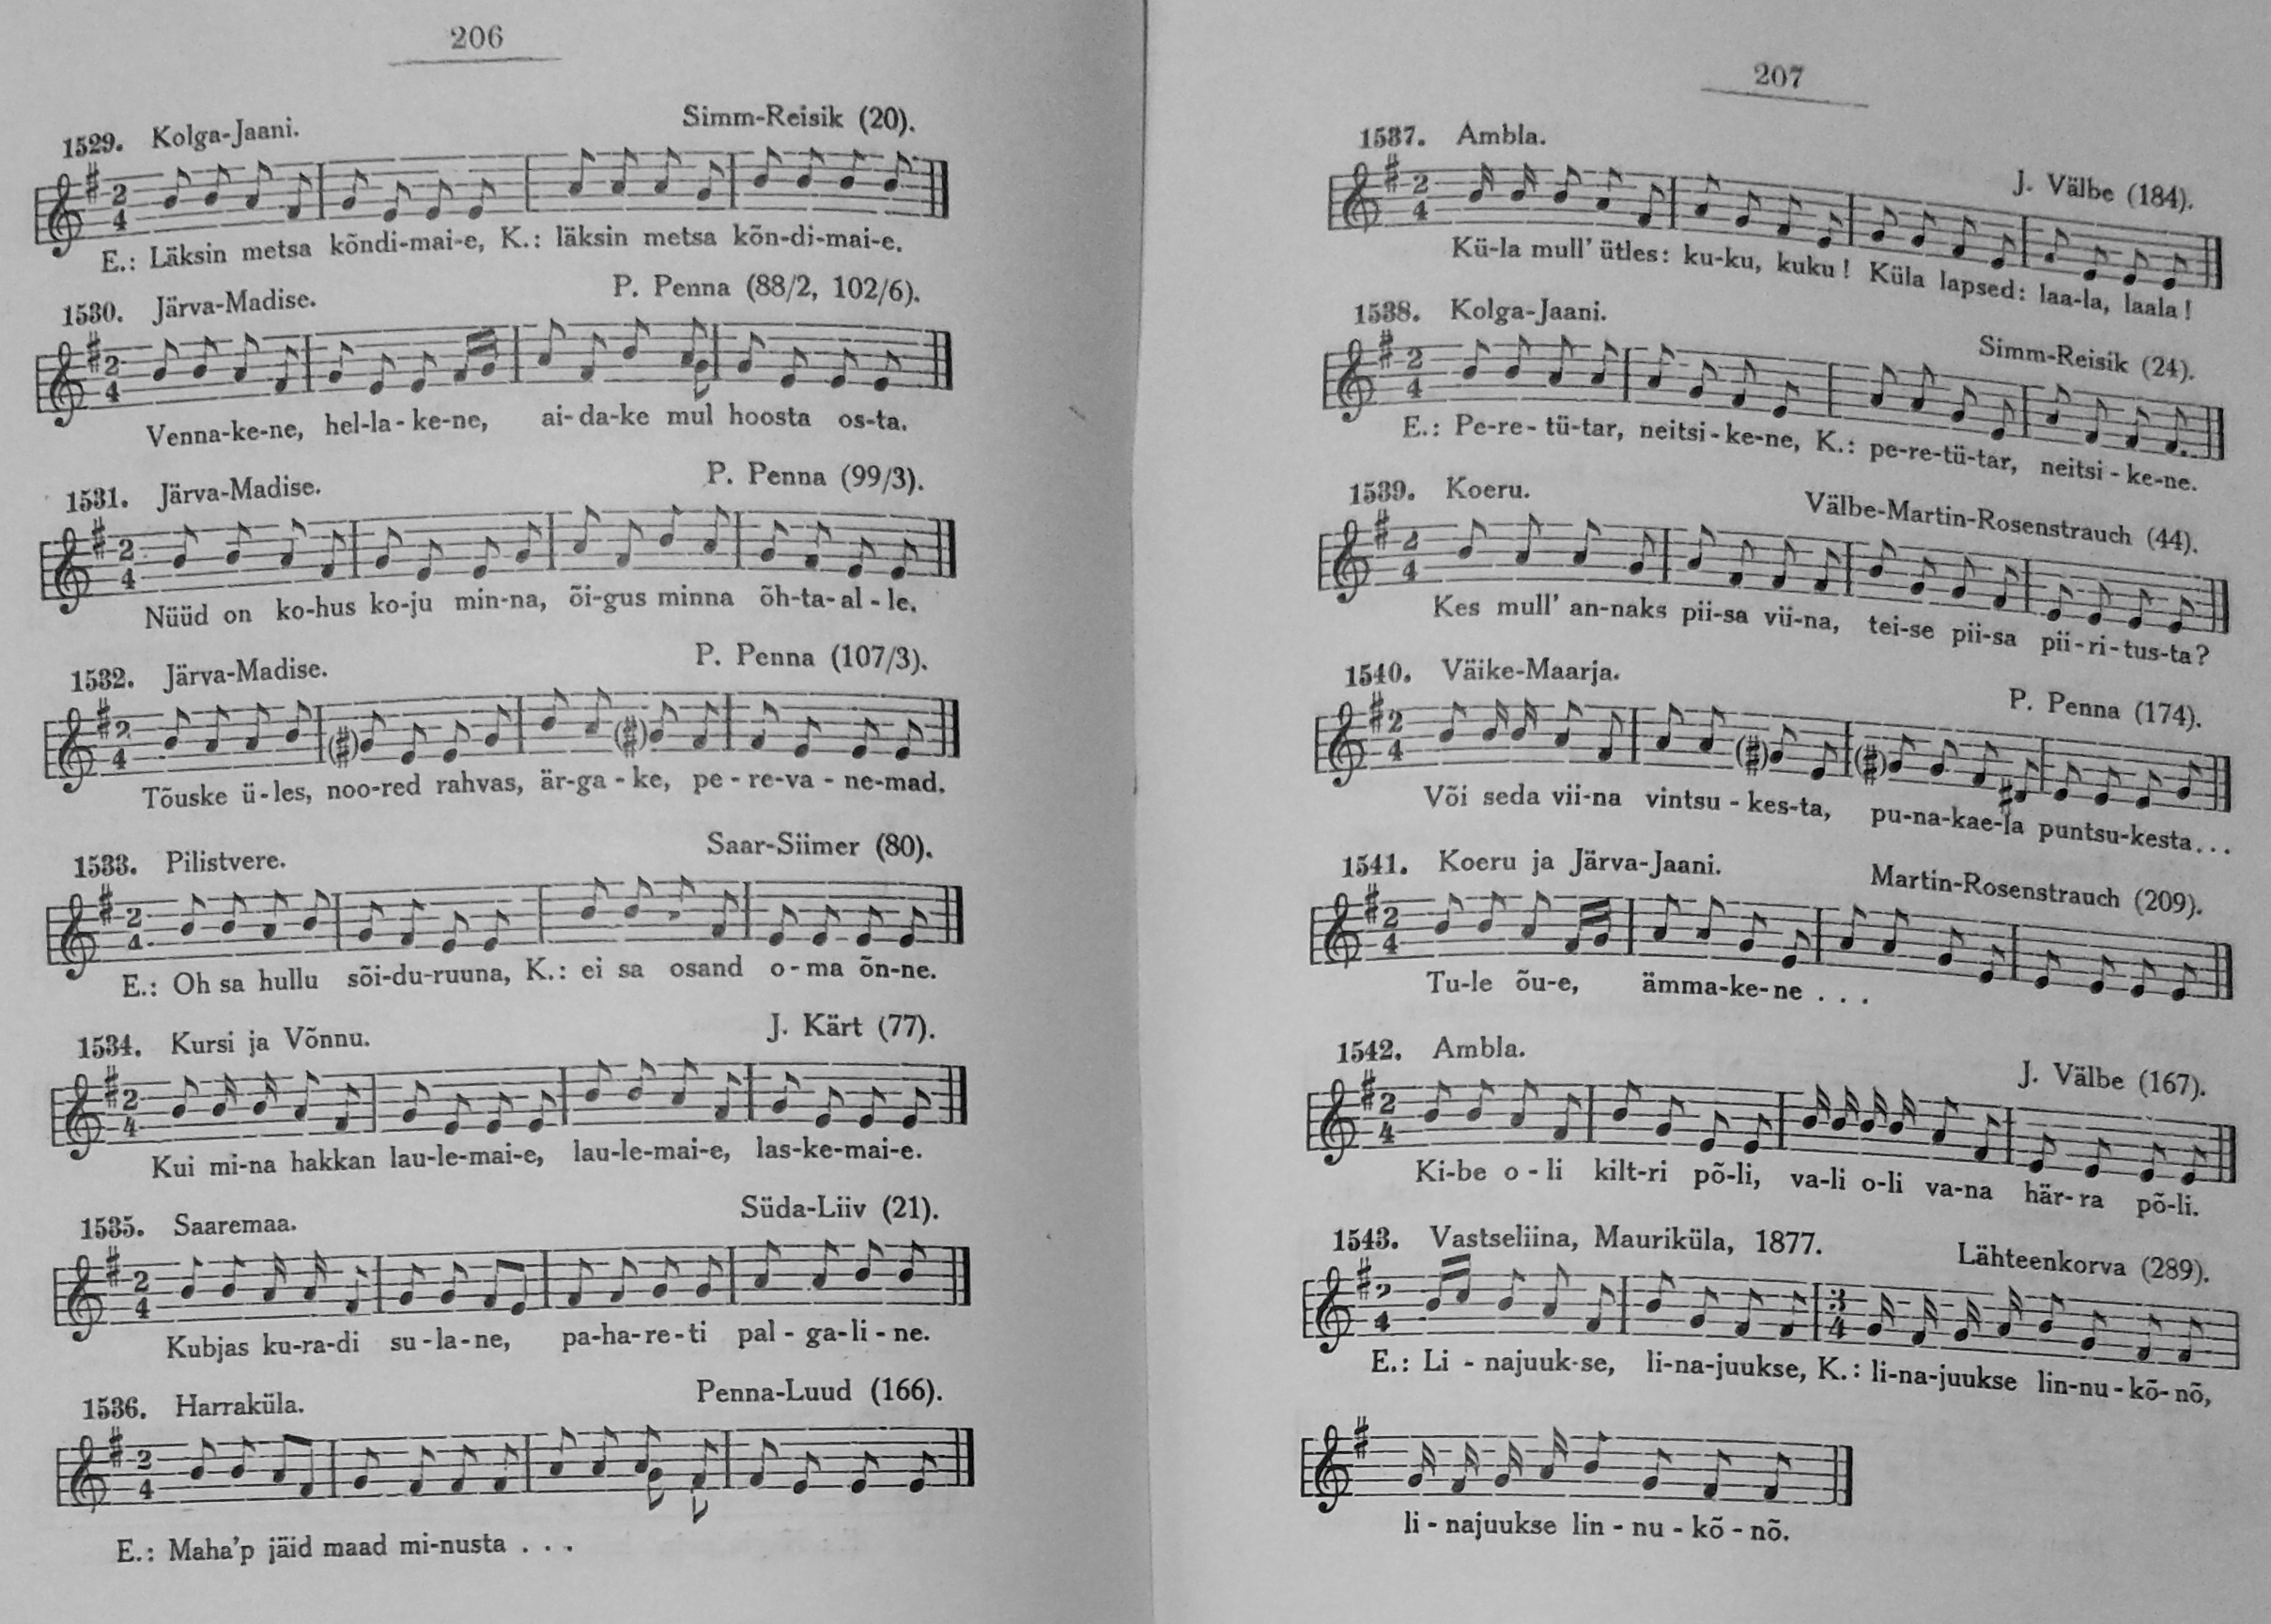 206
1529. Kolga-Jaani. Simm-Reisik (20).
2 4
E.: Läksin metsa kõndi-mai-e, K.: läksin metsa kõn-di-mai-e.
1530. Järva-Madise. P. Penna (88/2, 102/6).
2 4
Venna-ke-ne, hel-la-ke-ne, ai-da-ke mul hoosta os-ta.
1531. Järva-Madise. P. Penna (99/3).
2 4
Nüüd on ko-hus ko-ju min-na, õi-gus minna õh-ta-al-le.
1532. Järva-Madise. P. Penna (107/3).
2 4
Tõuske ü-les, noo-red rahvas, är-ga-ke, pe-re-va-ne-mad.
1533. Pilistvere. Saar-Siimer (80).
2 4
E.: Oh sa hullu sõi-du-ruuna, K.: ei sa osand o-ma õn-ne.
1534. Kursi ja Võnnu. J. Kärt (77).
2 4
Kui mi-na hakkan lau-le-mai-e, lau-le-mai-e, las-ke-mai-e.
1535. Saaremaa. Süda-Liiv (21).
2 4
Kubjas ku-ra-di su-la-ne, pa-ha-re-ti pal-ga-li-ne.
1536. Harraküla. Penna-Luud (166).
2 4
E.: Maha'p jäid maad mi-nusta . . .
207
1537. Ambla. J. Välbe (184).
2 4
Kü-la mull' ütles: ku-ku, kuku! Küla lapsed: laa-la, laala!
1538. Kolga-Jaani. Simm-Reisik (24).
2 4
E.: Pe-re-tü-tar, neitsi-ke-ne, K.: pe-re-tü-tar, neitsi-ke-ne.
1539. Koeru. Välbe-Martin-Rosenstrauch (44).
2 4
Kes mull' an-naks pii-sa vii-na, tei-se pii-sa pii-ri-tus-ta?
1540. Väike-Maarja. P. Penna (174).
2 4
Või seda vii-na vintsu-kes-ta, pu-na-kae-la puntsu-kesta...
1541. Koeru ja Järva-Jaani. Martin-Rosenstrauch (209).
2 4
Tu-le õu-e, ämma-ke-ne . . .
1542. Ambla. J. Välbe (167).
2 4
Ki-be o-li kilt-ri põ-li, va-li o-li va-na här-ra põ-li.
1543. Vastseliina, Mauriküla, 1877. Lähteenkorva (289).
2 4 3 4
E.: Li-najuuk-se, li-na-juukse, K.: li-na-juukse lin-nu-kõ-nõ,
li-najuukse lin-nu-kõ-nõ.